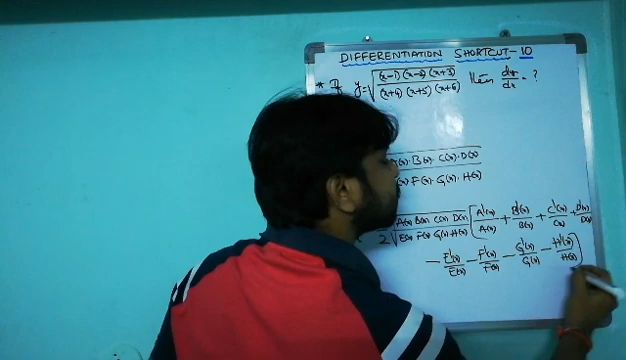 DIFFERENTIATION SHORTCUT-10
* If y=√((x-1)(x-2)(x+3)/(x+4)(x+5)(x+6)) then dy/dx = ?
B(x) · C(x) · D(x)
F(x) · G(x) · H(x)
2 √(A(x) B(x) C(x) D(x)/E(x) F(x) G(x) H(x)) [A'(x)/A(x) + B'(x)/B(x) + C'(x)/C(x) + D'(x)/D(x)
- E'(x)/E(x) - F'(x)/F(x) - G'(x)/G(x) - H'(x)/H(x)]